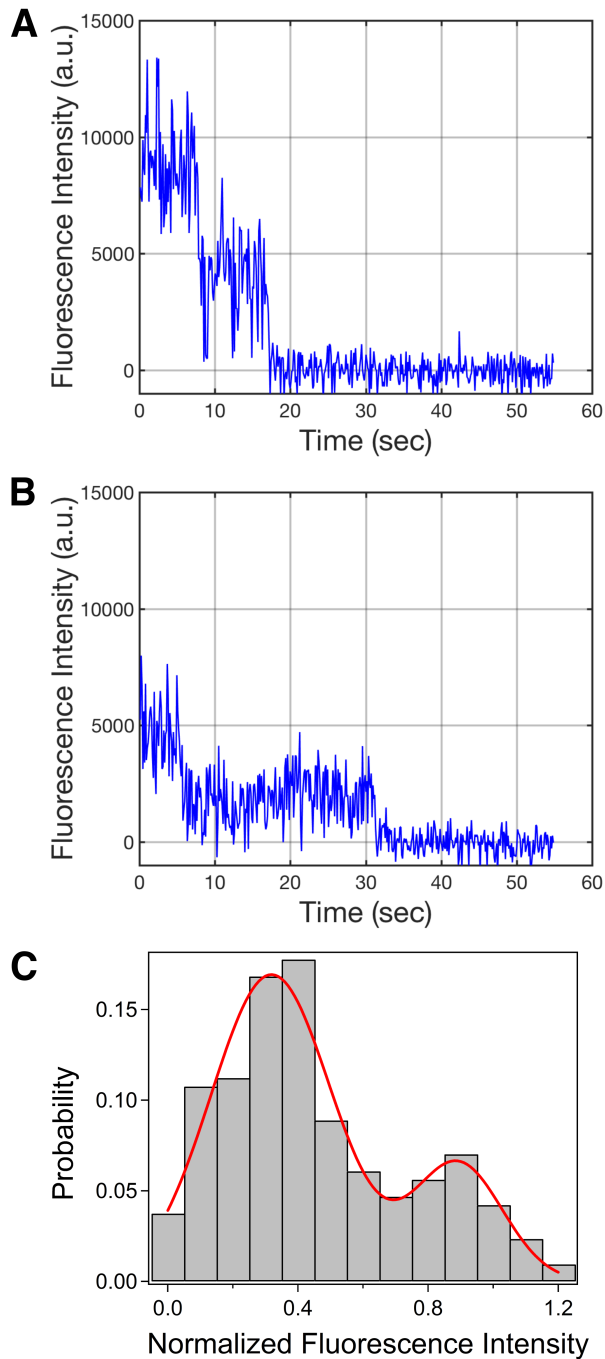 A
Fluorescence Intensity (a.u.)
15000
10000
5000
0
0 10 20 30 40 50 60
Time (sec)
B
Fluorescence Intensity (a.u.)
15000
10000
5000
0
0 10 20 30 40 50 60
Time (sec)
C
Probability
0.15
0.10
0.05
0.00
0.0 0.4 0.8 1.2
Normalized Fluorescence Intensity